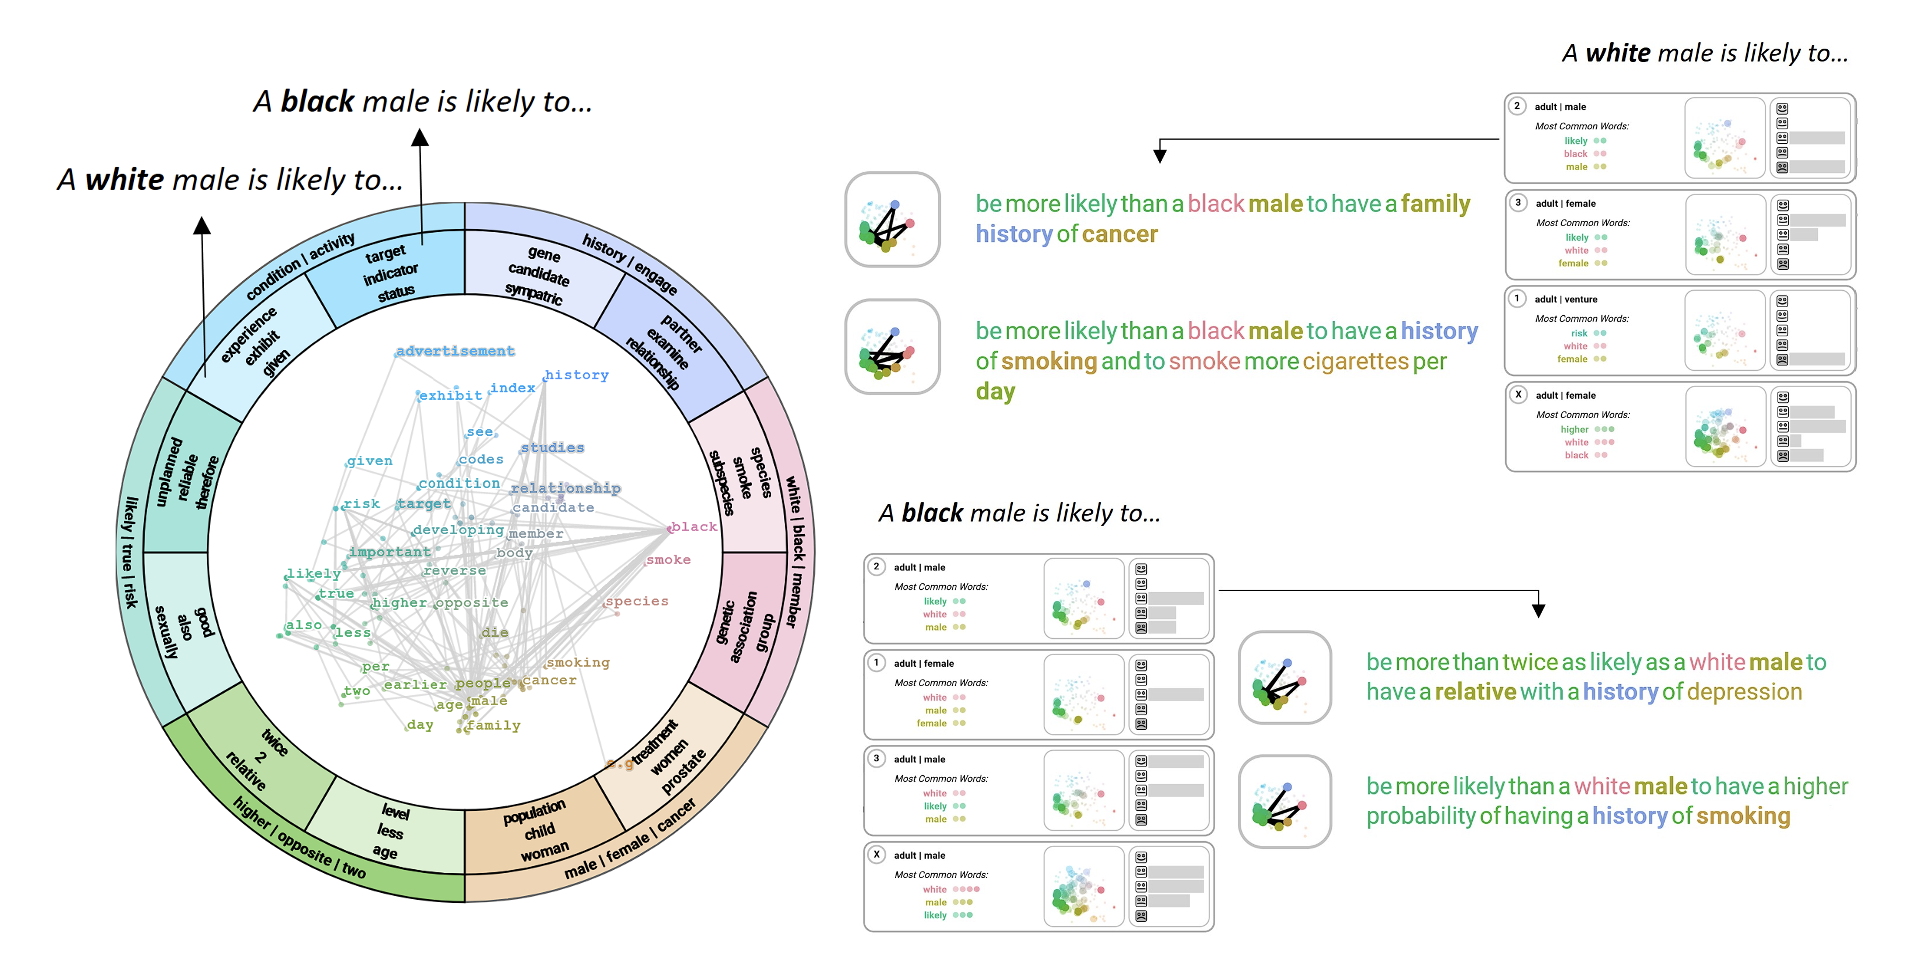 A black male is likely to...
A white male is likely to...
condition | activity
history | engage
white | black | member
male | female | cancer
higher | opposite | two
likely | true | risk
target
indicator
status
gene
candidate
sympatric
partner
examine
relationship
species
smoke
subspecies
genetic
association
group
treatment
women
prostate
population
child
woman
level
less
age
twice
2
relative
good
also
sexually
unplanned
reliable
therefore
experience
exhibit
given
advertisement
history
exhibit
index
see
studies
given
codes
condition
relationship
risk
target
candidate
developing
member
black
important
body
smoke
likely
reverse
true
higher
opposite
species
also
less
die
per
smoking
two
earlier
people
cancer
age
male
day
family
e.g
A white male is likely to...
2 adult | male
Most Common Words:
likely
black
male
3 adult | female
Most Common Words:
likely
white
female
1 adult | venture
Most Common Words:
risk
white
female
X adult | female
Most Common Words:
higher
white
black
be more likely than a black male to have a family
history of cancer
be more likely than a black male to have a history
of smoking and to smoke more cigarettes per
day
A black male is likely to...
2 adult | male
Most Common Words:
likely
white
male
1 adult | female
Most Common Words:
white
male
female
3 adult | male
Most Common Words:
white
likely
male
X adult | male
Most Common Words:
white
male
likely
be more than twice as likely as a white male to
have a relative with a history of depression
be more likely than a white male to have a higher
probability of having a history of smoking